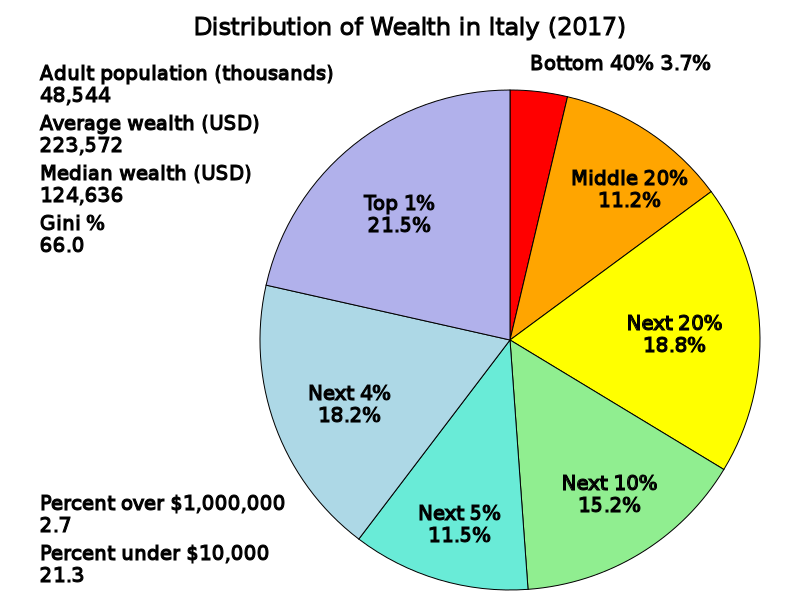 Distribution of Wealth in Italy (2017)
Adult population (thousands)
48,544
Average wealth (USD)
223,572
Median wealth (USD)
124,636
Gini %
66.0
Bottom 40% 3.7%
Middle 20%
11.2%
Next 20%
18.8%
Next 10%
15.2%
Next 5%
11.5%
Next 4%
18.2%
Top 1%
21.5%
Percent over $1,000,000
2.7
Percent under $10,000
21.3